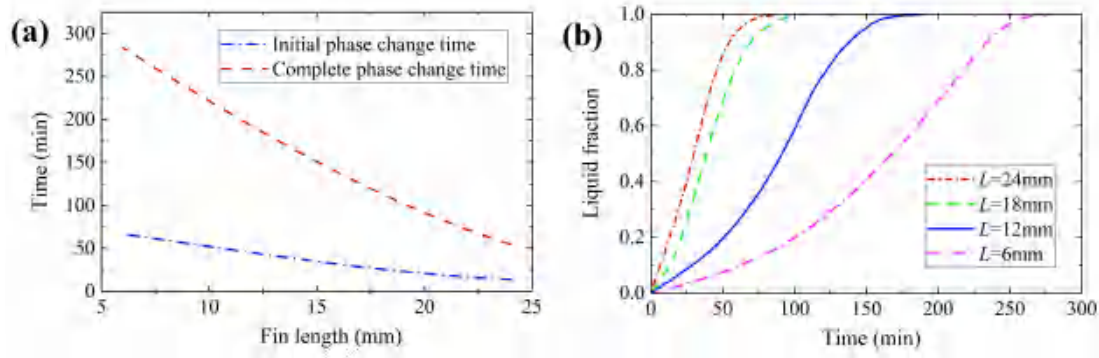 (a)
Time (min)
300
250
200
150
100
50
0
Initial phase change time
Complete phase change time
5
10
15
20
25
Fin length (mm)
(b)
Liquid fraction
1.0
0.8
0.6
0.4
0.2
0.0
L=24mm
L=18mm
L=12mm
L=6mm
0
50
100
150
200
250
300
Time (min)